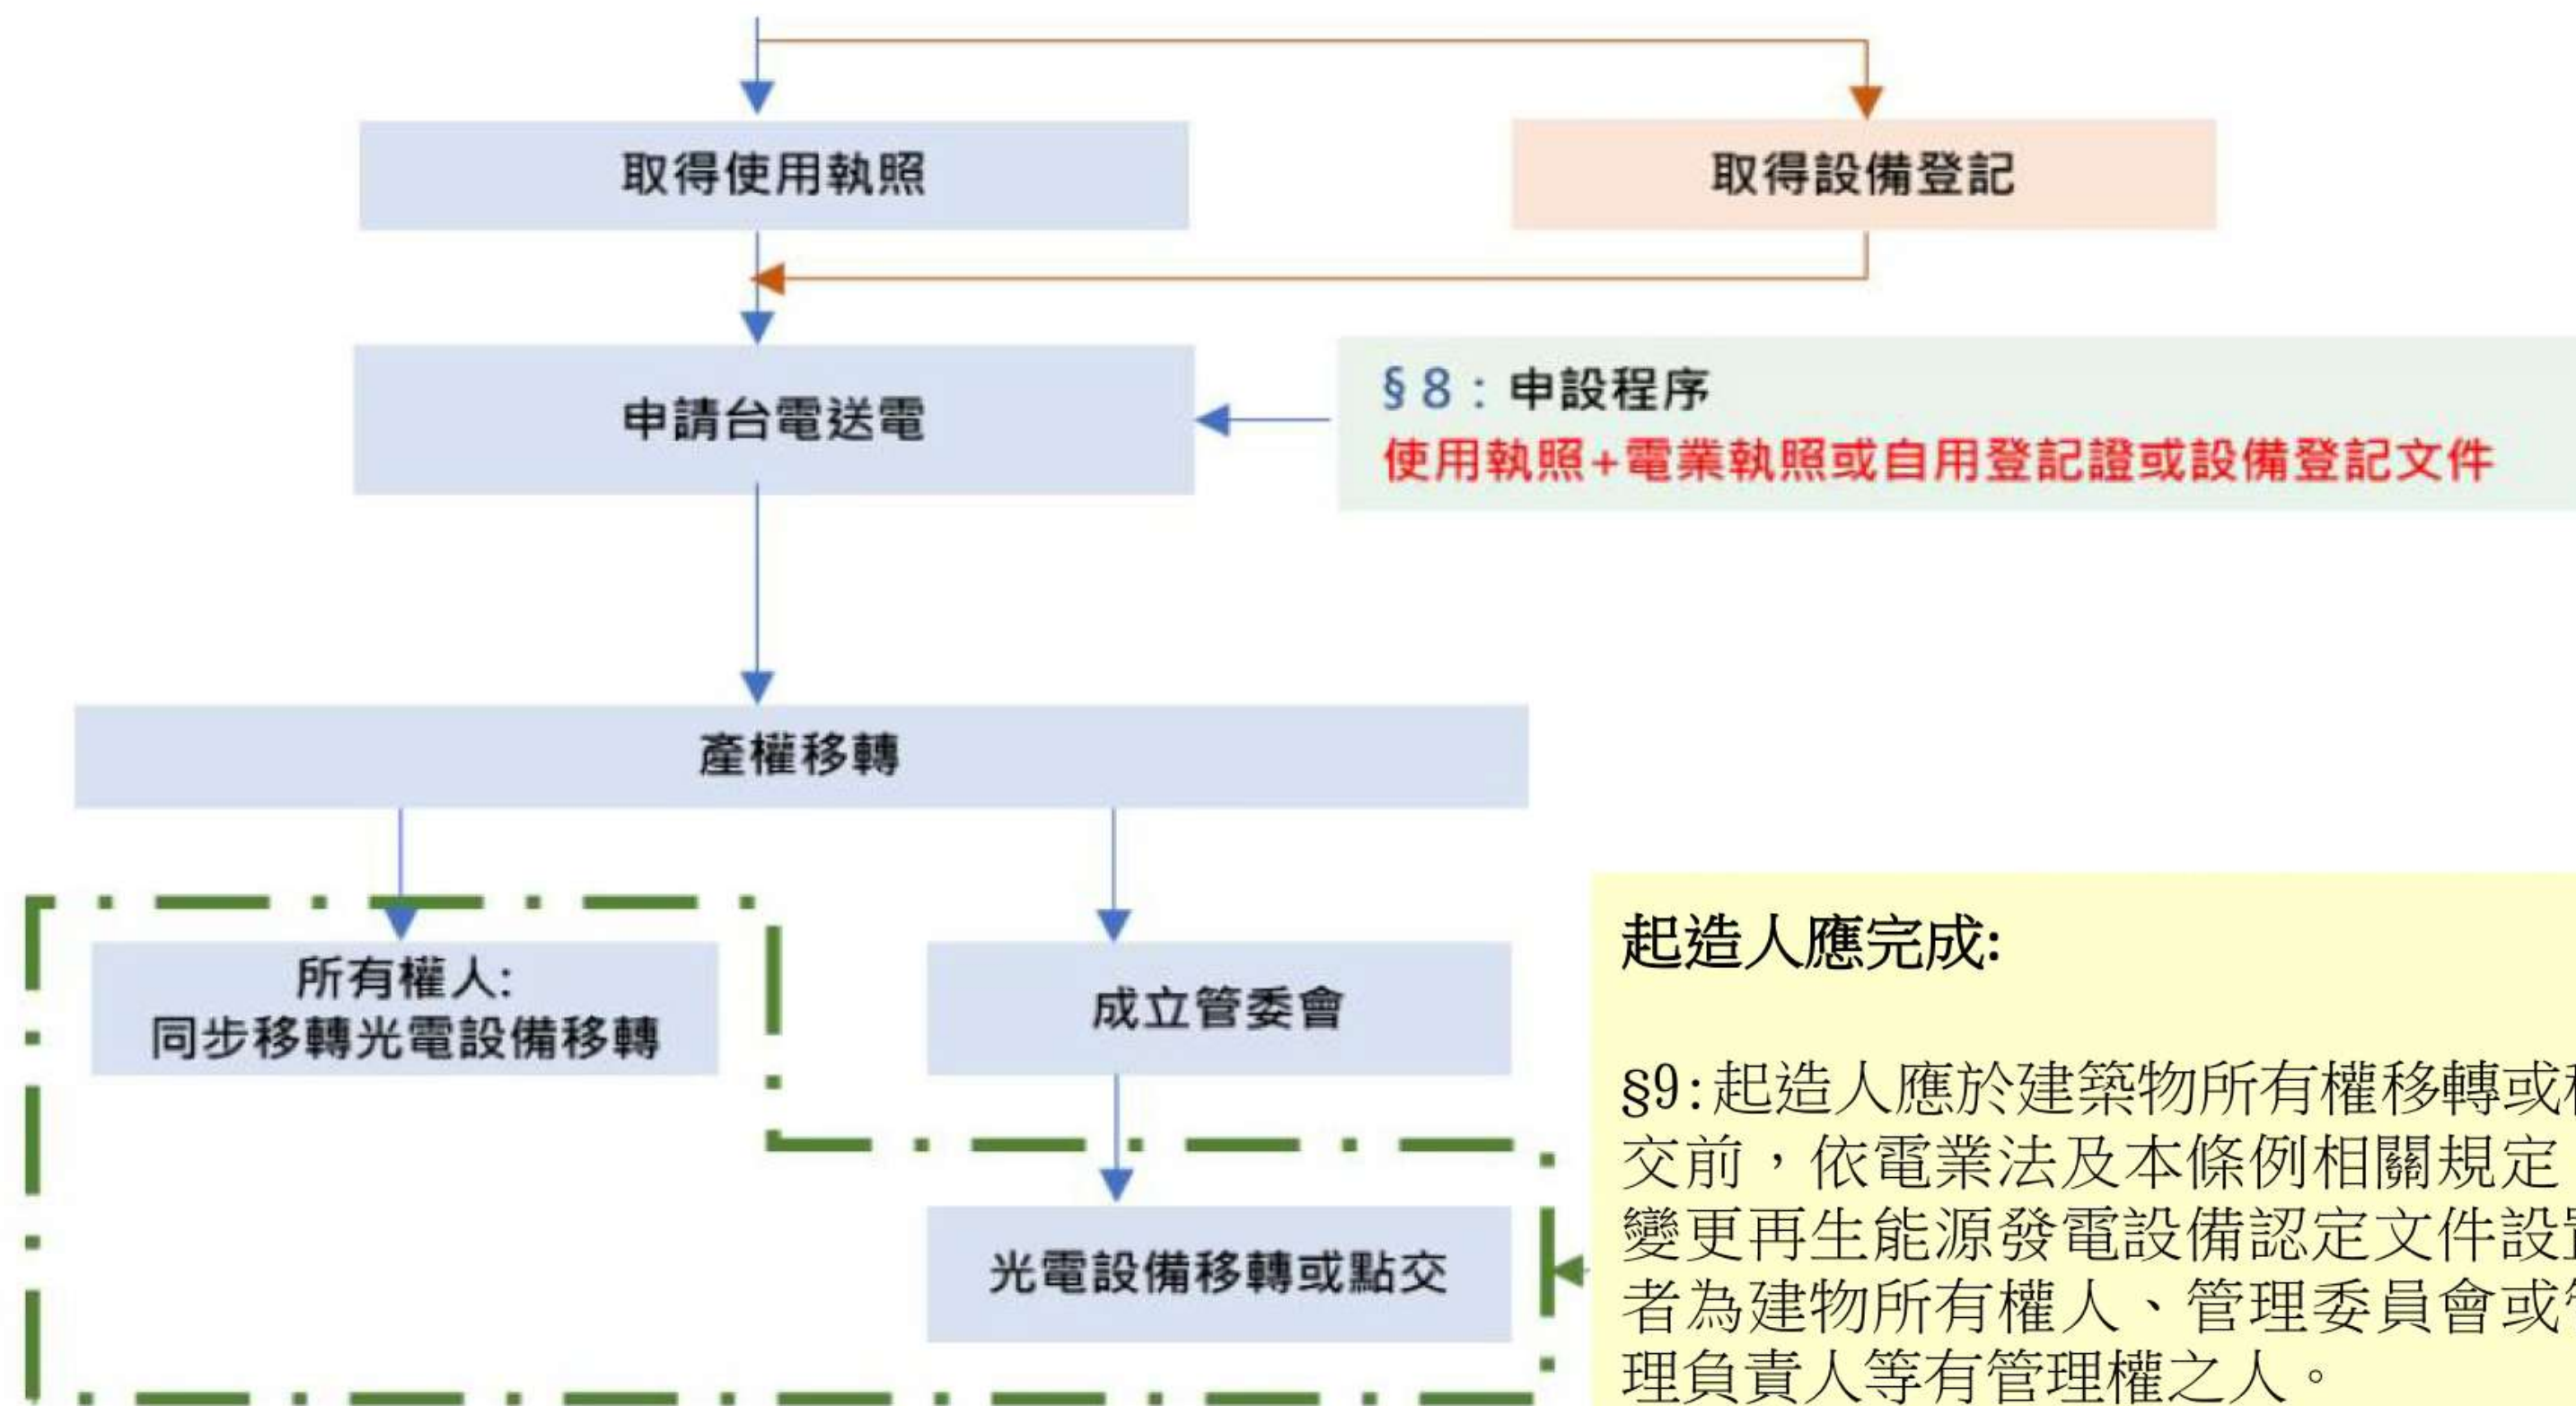 取得使用執照
取得設備登記
申請台電送電
§8：申設程序
使用執照+電業執照或自用登記證或設備登記文件
產權移轉
所有權人:
同步移轉光電設備移轉
成立管委會
光電設備移轉或點交
起造人應完成:
§9:起造人應於建築物所有權移轉或
交前，依電業法及本條例相關規定
變更再生能源發電設備認定文件設
者為建物所有權人、管理委員會或
理負責人等有管理權之人。